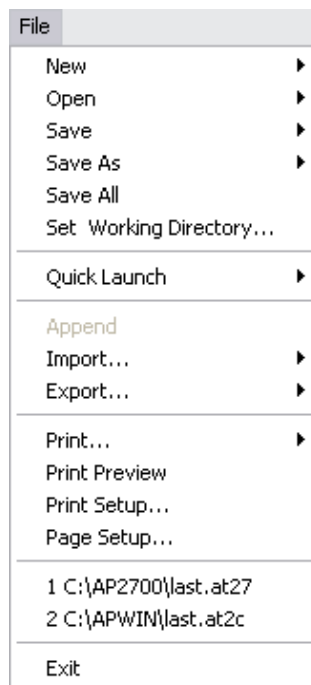 File
New
Open
Save
Save As
Save All
Set Working Directory...
Quick Launch
Append
Import...
Export...
Print...
Print Preview
Print Setup...
Page Setup...
1 C:\AP2700\last.at27
2 C:\APWIN\last.at2c
Exit